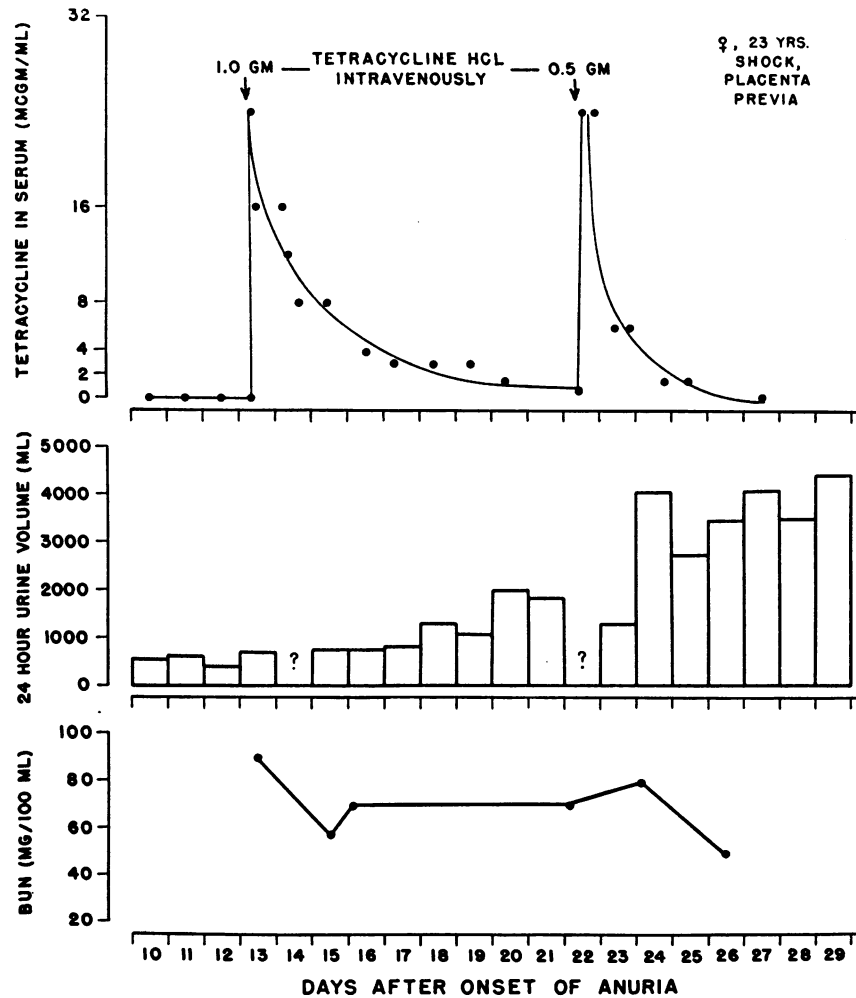 32
16
8
4
2
0
TETRACYCLINE IN SERUM (MCGM/ML)
1.0 GM — TETRACYCLINE HCL — 0.5 GM
INTRAVENOUSLY
♀, 23 YRS.
SHOCK,
PLACENTA
PREVIA
5000
4000
3000
2000
1000
0
24 HOUR URINE VOLUME (ML)
? ?
100
80
60
40
20
BUN (MG/100 ML)
10 11 12 13 14 15 16 17 18 19 20 21 22 23 24 25 26 27 28 29
DAYS AFTER ONSET OF ANURIA